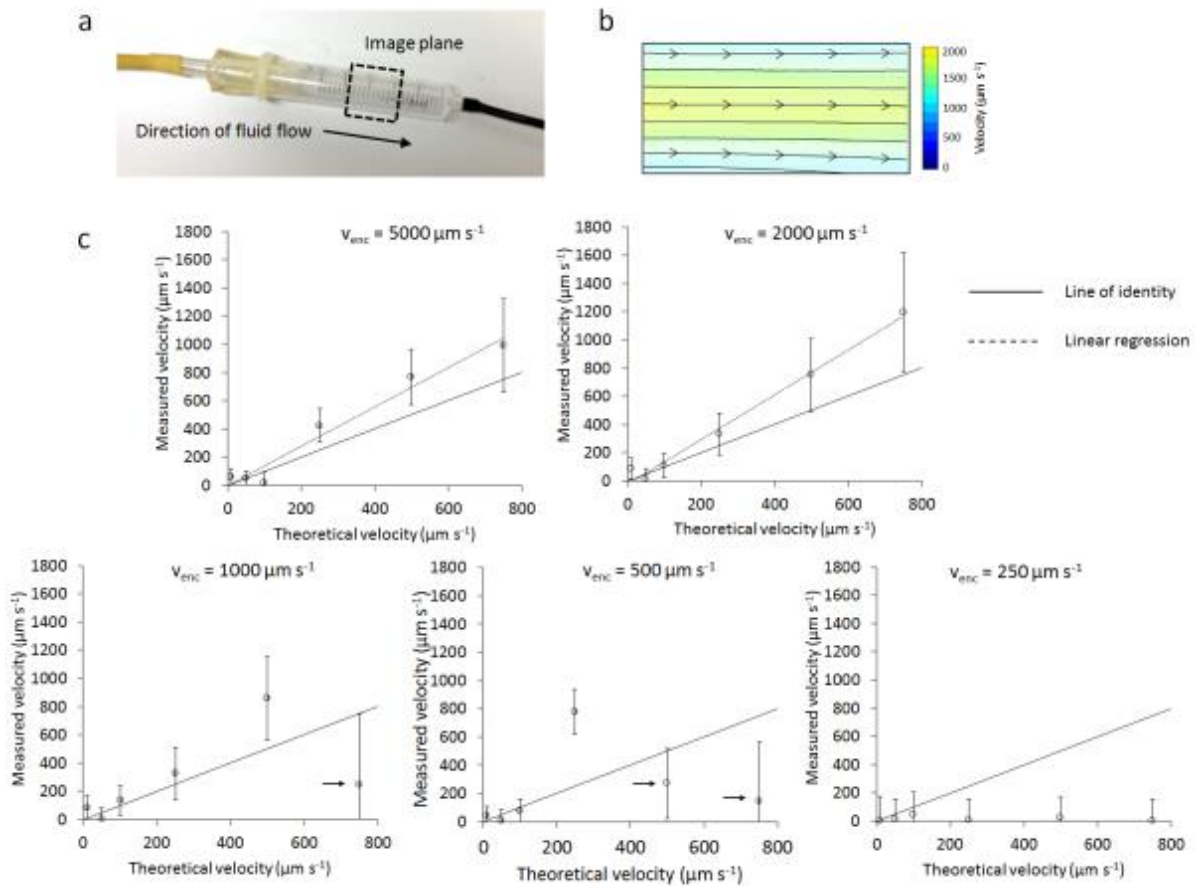 a
Image plane
Direction of fluid flow
b
2000
1500
1000
500
0
Velocity (μm s⁻¹)
c
v_enc = 5000 μm s⁻¹
1800
1600
1400
1200
1000
800
600
400
200
0
Measured velocity (μm s⁻¹)
0 200 400 600 800
Theoretical velocity (μm s⁻¹)
v_enc = 2000 μm s⁻¹
1800
1600
1400
1200
1000
800
600
400
200
0
Measured velocity (μm s⁻¹)
0 200 400 600 800
Theoretical velocity (μm s⁻¹)
Line of identity
Linear regression
v_enc = 1000 μm s⁻¹
1800
1600
1400
1200
1000
800
600
400
200
0
Measured velocity (μm s⁻¹)
0 200 400 600 800
Theoretical velocity (μm s⁻¹)
v_enc = 500 μm s⁻¹
1800
1600
1400
1200
1000
800
600
400
200
0
Measured velocity (μm s⁻¹)
0 200 400 600 800
Theoretical velocity (μm s⁻¹)
v_enc = 250 μm s⁻¹
1800
1600
1400
1200
1000
800
600
400
200
0
Measured velocity (μm s⁻¹)
0 200 400 600 800
Theoretical velocity (μm s⁻¹)